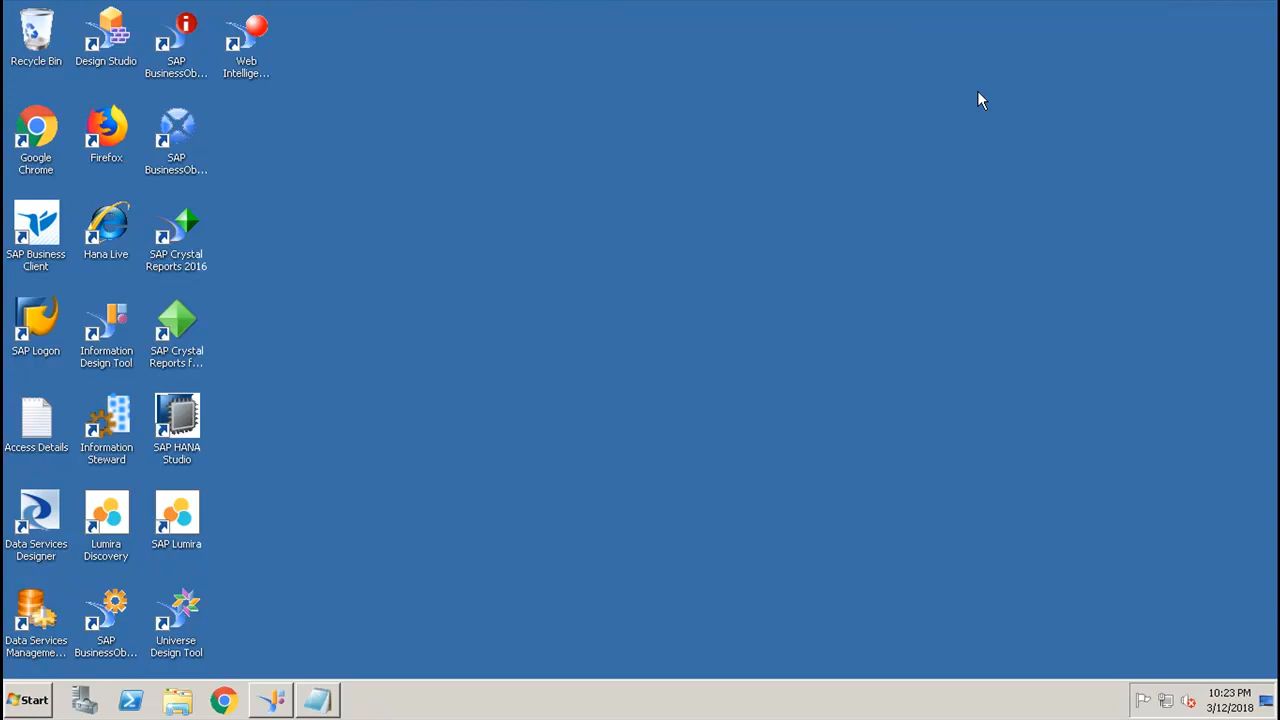 Recycle Bin
Design Studio
SAP
BusinessOb...
Web
Intellige...
Google
Chrome
Firefox
SAP
BusinessOb...
SAP Business
Client
Hana Live
SAP Crystal
Reports 2016
SAP Logon
Information
Design Tool
SAP Crystal
Reports f...
Access Details
Information
Steward
SAP HANA
Studio
Data Services
Designer
Lumira
Discovery
SAP Lumira
Data Services
Manageme...
SAP
BusinessOb...
Universe
Design Tool
Start
10:23 PM
3/12/2018